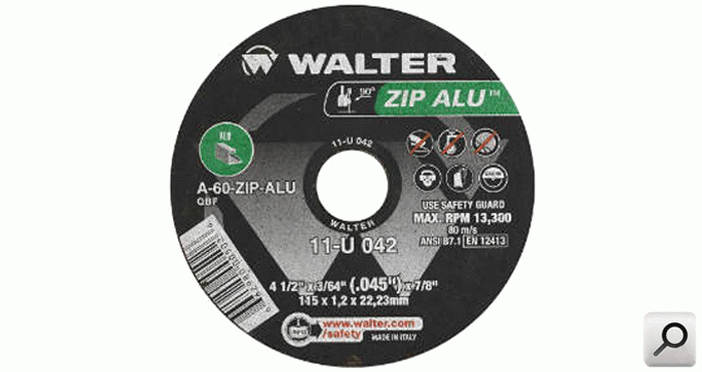 WALTER
90°
ZIP ALU™
11-U 042
ALU
A-60-ZIP-ALU
QBF
USE SAFETY GUARD
MAX. RPM 13,300
80 m/s
ANSI B7.1 EN 12413
WALTER
11-U 042
4 1/2" x 3/64" (.045") x 7/8"
115 x 1,2 x 22,23mm
www.walter.com
/safety
MADE IN ITALY